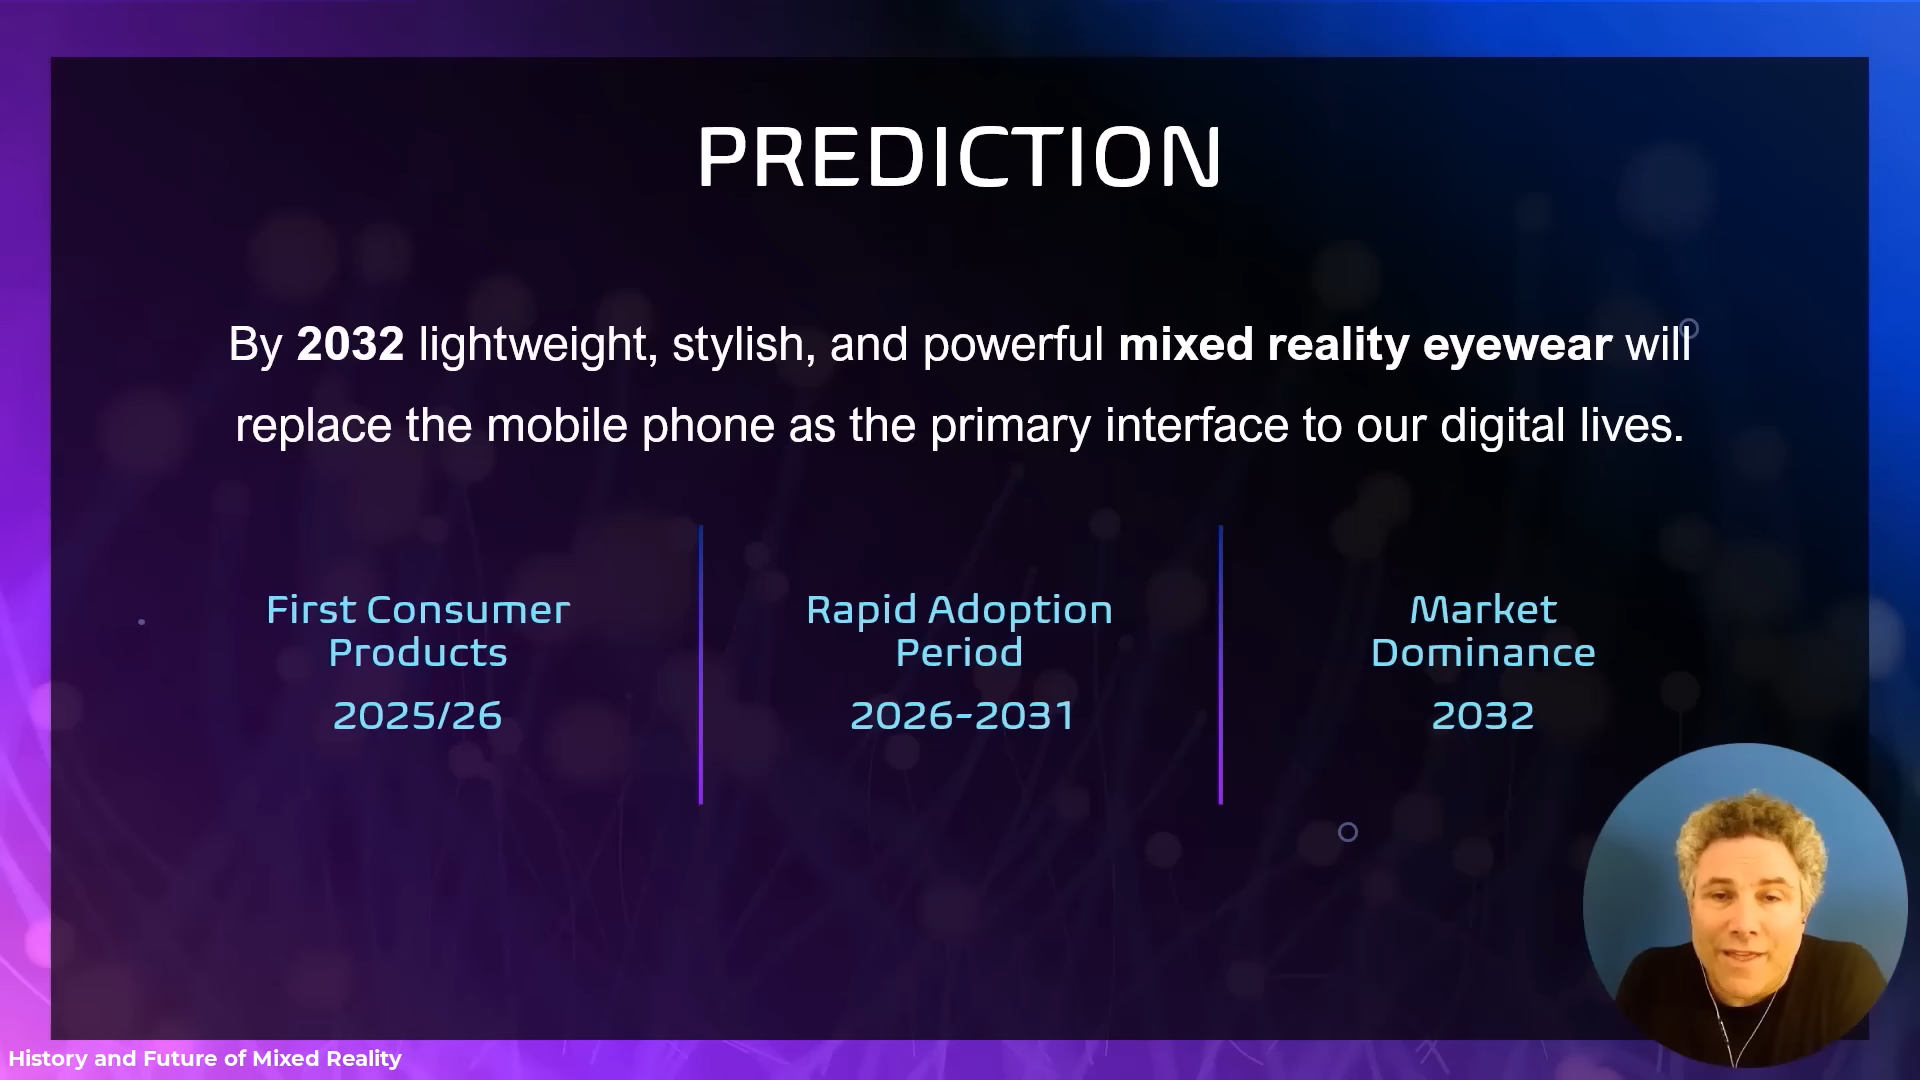 PREDICTION
By 2032 lightweight, stylish, and powerful mixed reality eyewear will
replace the mobile phone as the primary interface to our digital lives.
First Consumer
Products
2025/26
Rapid Adoption
Period
2026-2031
Market
Dominance
2032
History and Future of Mixed Reality